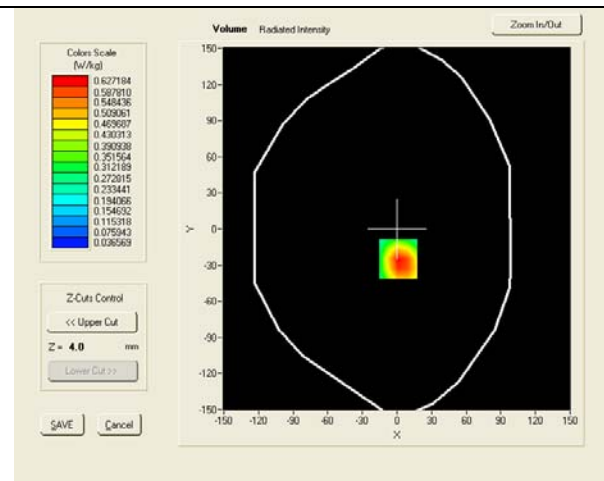 Volume Radiated Intensity
Zoom In/Out
Colors Scale
(W/kg)
0.627184
0.587810
0.548436
0.509061
0.469687
0.430313
0.390938
0.351564
0.312189
0.272815
0.233441
0.194066
0.154692
0.115318
0.075943
0.036569
Z-Cuts Control
<< Upper Cut
Z = 4.0 mm
Lower Cut >>
SAVE Cancel
150
120
90
60
30
0
-30
-60
-90
-120
-150
Y
-150 -120 -90 -60 -30 0 30 60 90 120 150
X